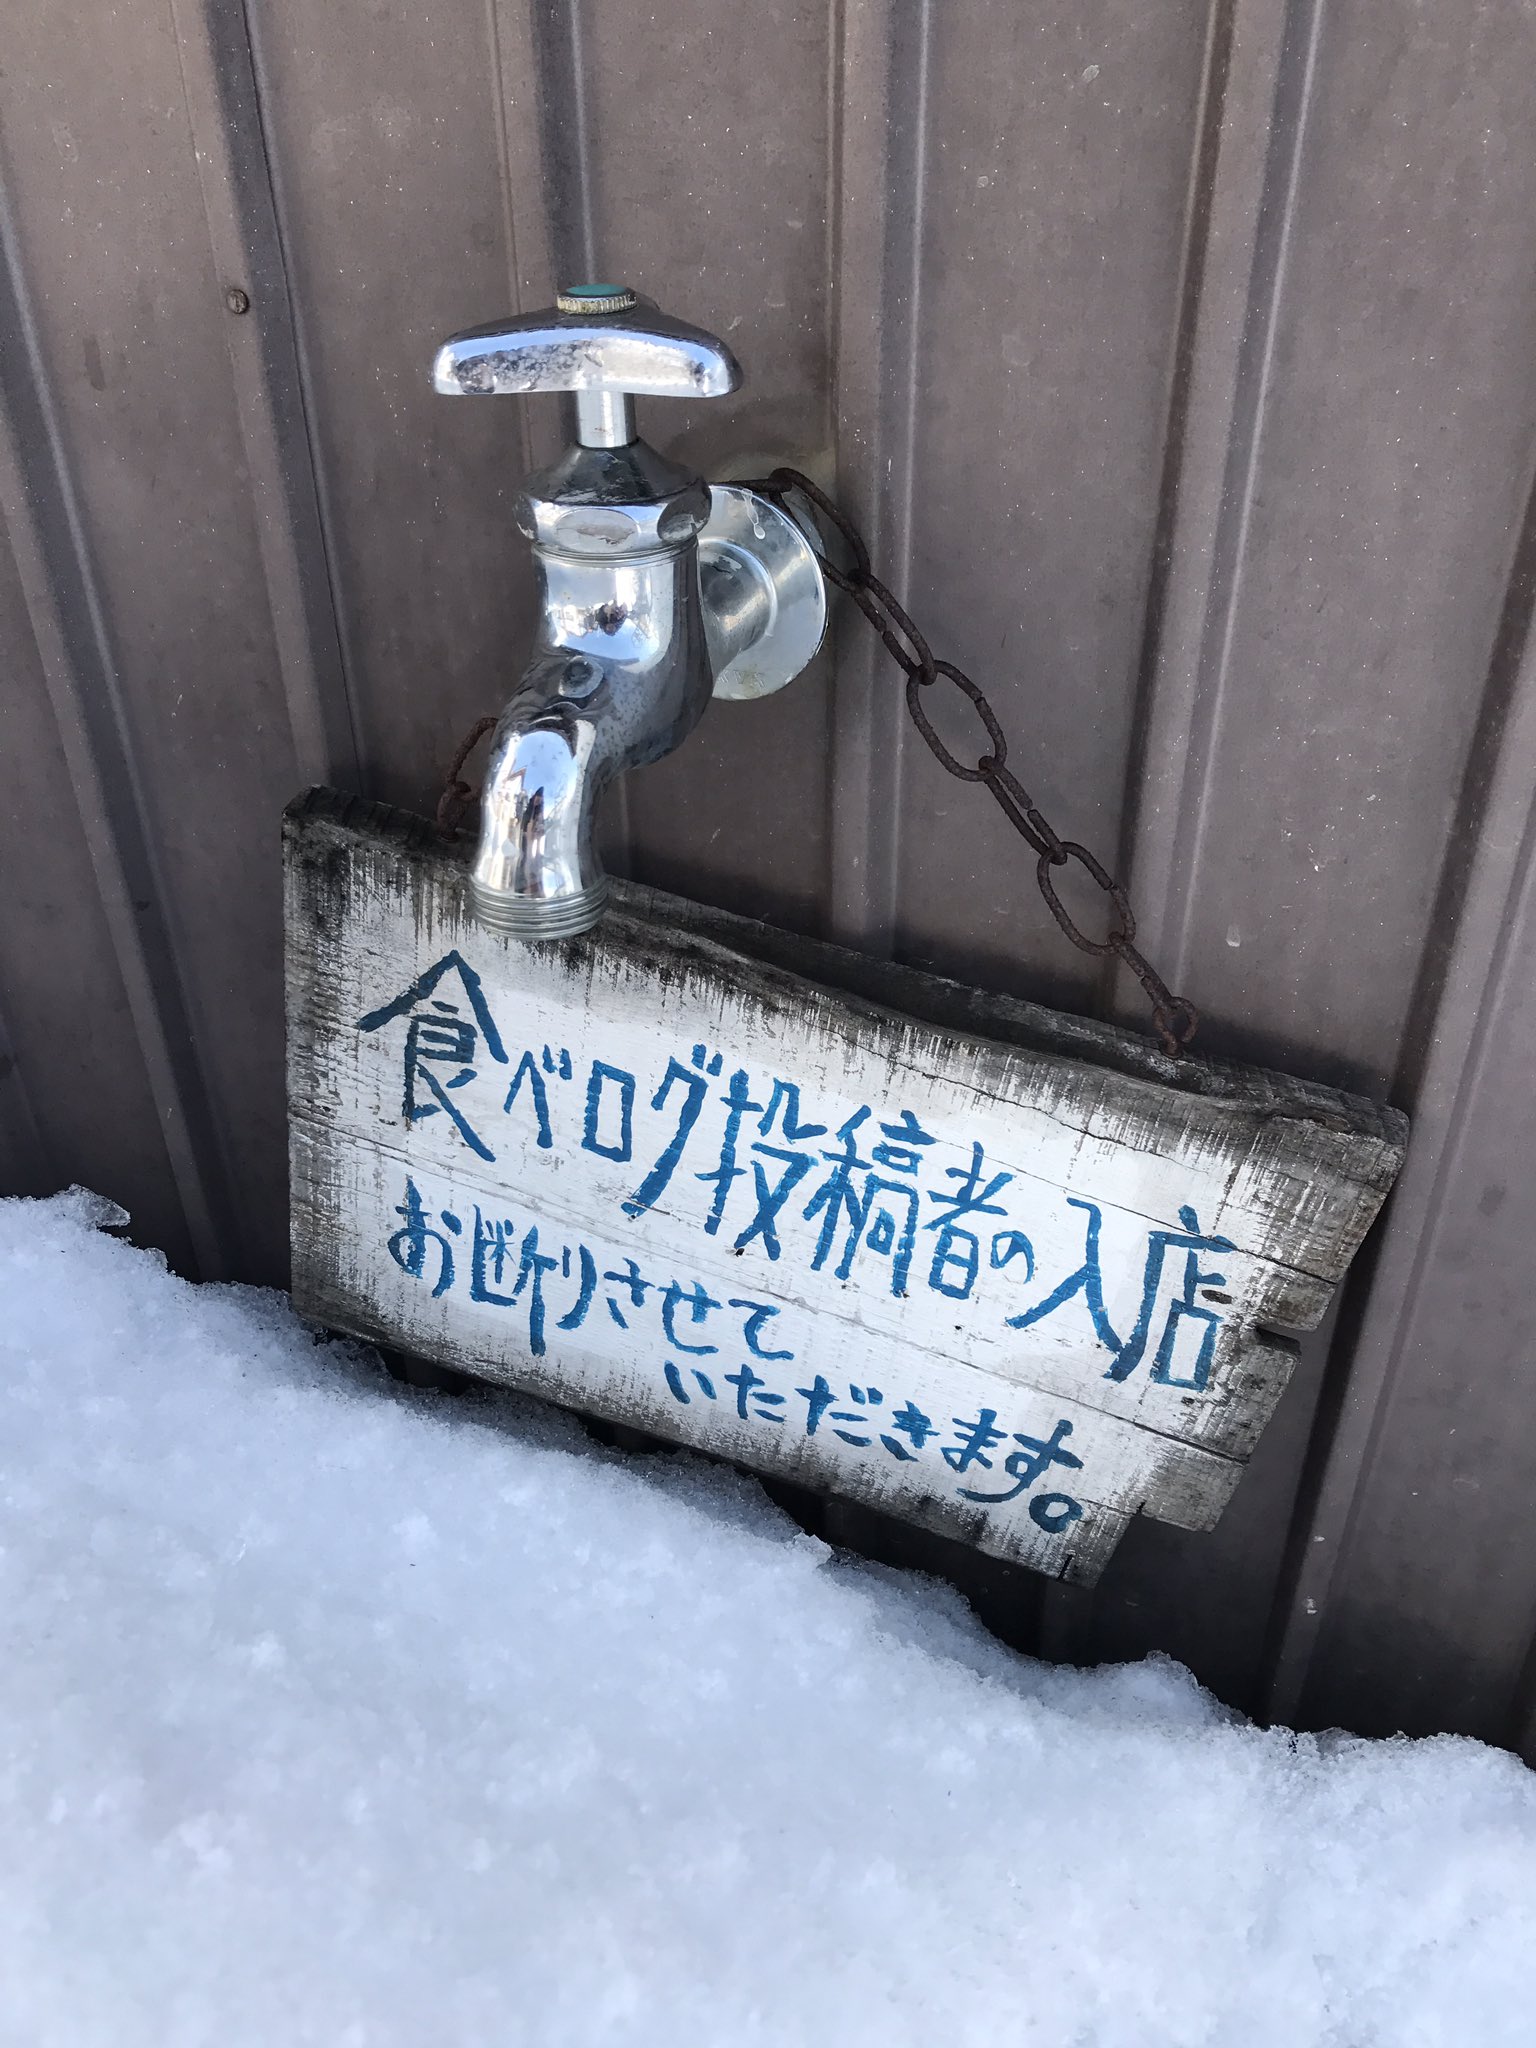 食べログ投稿者の入店
お断りさせて
いただきます。